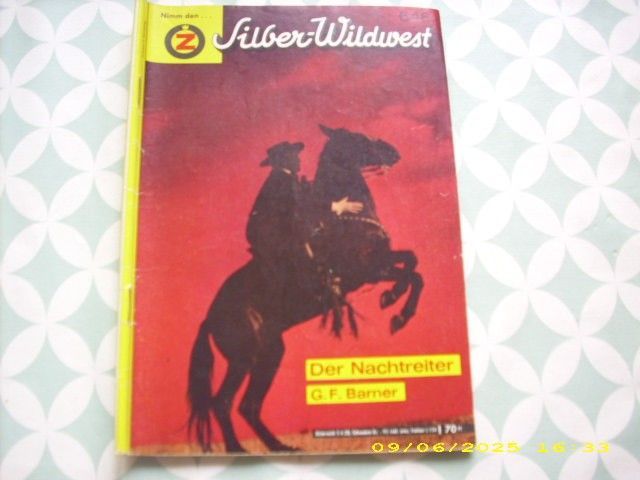 Nimm den . . .
Z
Silber-Wildwest
Der Nachtreiter
G. F. Barner
70
09/06/2025 16:33